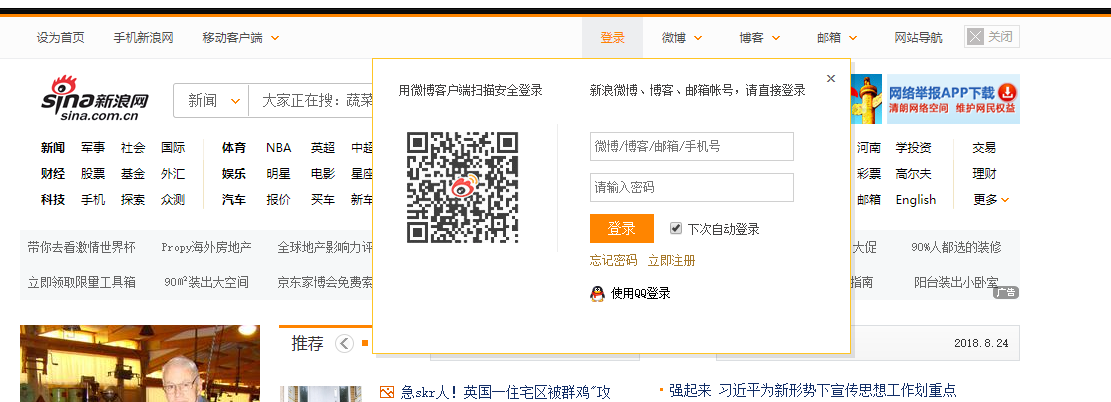 设为首页 手机新浪网 移动客户端 登录 微博 博客 邮箱 网站导航 关闭
用微博客户端扫描安全登录 新浪微博、博客、邮箱帐号，请直接登录
sina新浪网
sina.com.cn
新闻 大家正在搜：蔬菜
网络举报APP下载
清朗网络空间 维护网民权益
微博/博客/邮箱/手机号
新闻 军事 社会 国际 体育 NBA 英超 中超 河南 学投资 交易
财经 股票 基金 外汇 娱乐 明星 电影 星座 彩票 高尔夫 理财
请输入密码
科技 手机 探索 众测 汽车 报价 买车 新车 邮箱 English 更多
登录 下次自动登录
带你去看激情世界杯 Propy海外房地产 全球地产影响力评 大促 90%人都选的装修
忘记密码 立即注册
立即领取限量工具箱 90㎡装出大空间 京东家博会免费索 指南 阳台装出小卧室
使用QQ登录
广告
推荐 2018.8.24
急skr人！英国一住宅区被群鸡"攻 强起来 习近平为新形势下宣传思想工作划重点